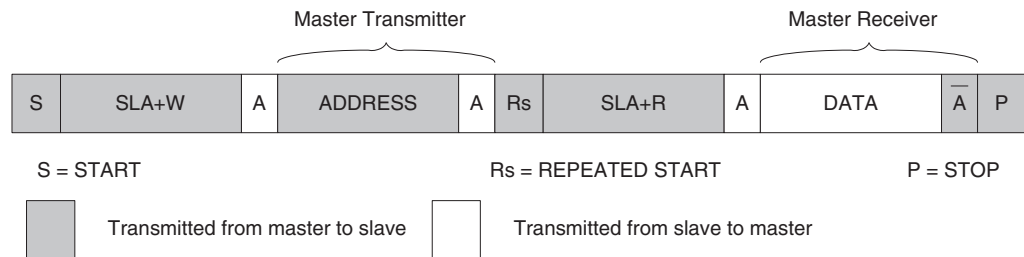 Master Transmitter Master Receiver
S SLA+W A ADDRESS A Rs SLA+R A DATA A̅ P
S = START Rs = REPEATED START P = STOP
Transmitted from master to slave Transmitted from slave to master